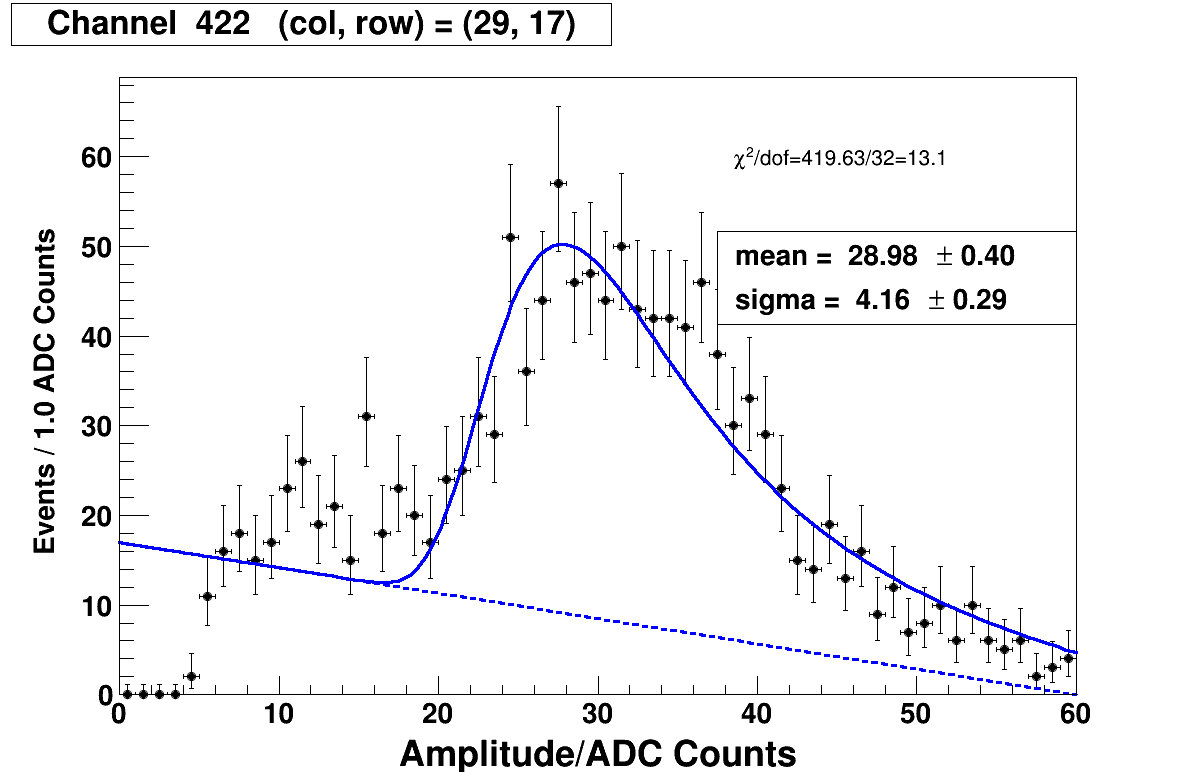 Channel 422 (col, row) = (29, 17)
χ²/dof=419.63/32=13.1
mean = 28.98 ± 0.40
sigma = 4.16 ± 0.29
Events / 1.0 ADC Counts
60
50
40
30
20
10
0
0 10 20 30 40 50 60
Amplitude/ADC Counts